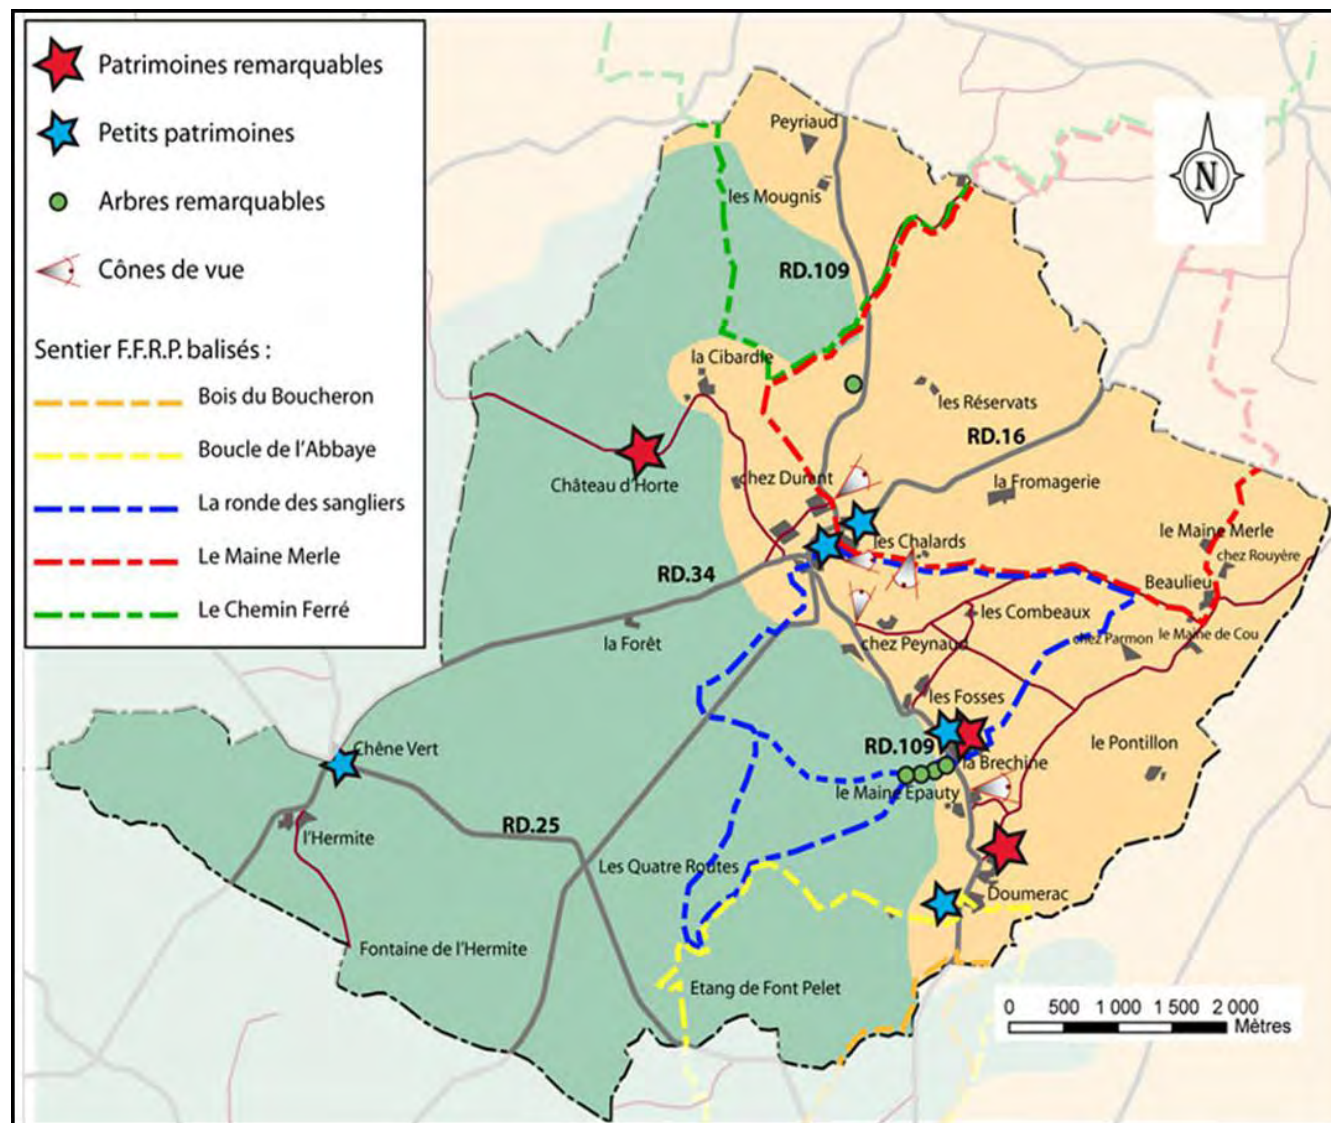 Patrimoines remarquables
Petits patrimoines
Arbres remarquables
Cônes de vue
Sentier F.F.R.P. balisés :
Bois du Boucheron
Boucle de l'Abbaye
La ronde des sangliers
Le Maine Merle
Le Chemin Ferré
Peyriaud
N
les Mougnis
RD.109
la Cibardie
les Réservats
RD.16
Château d'Horte
chez Durant
la Fromagerie
le Maine Merle
les Chalards
chez Rouyère
RD.34
Beaulieu
les Combeaux
la Forêt
chez Peynaud
chez Parmon
le Maine de Cou
les Fosses
Chêne Vert
RD.109
le Pontillon
la Brechine
le Maine Epauty
RD.25
l'Hermite
Les Quatre Routes
Doumerac
Fontaine de l'Hermite
Etang de Font Pelet
0 500 1 000 1 500 2 000
Mètres